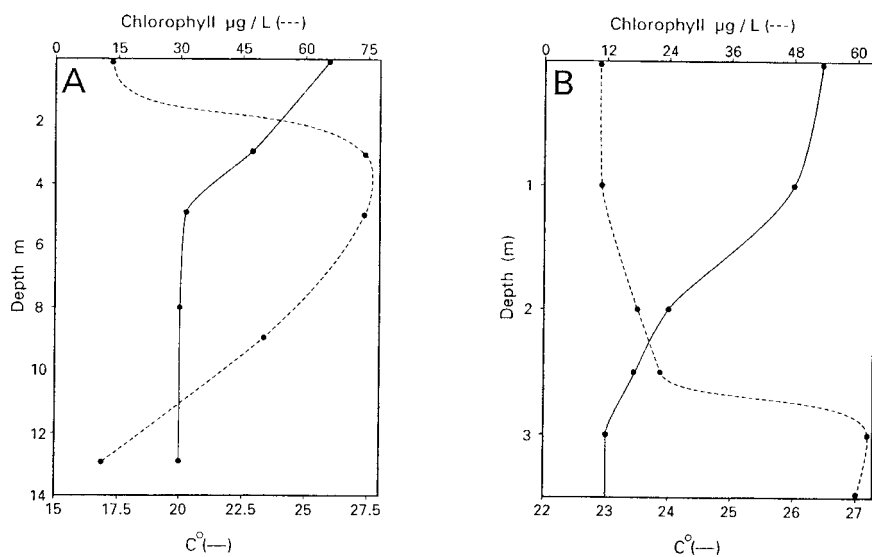 Chlorophyll µg / L (---)
0 15 30 45 60 75
A
2
4
6
8
10
12
14
Depth m
15 17.5 20 22.5 25 27.5
C° (—)
Chlorophyll µg / L (---)
0 12 24 36 48 60
B
1
2
3
Depth (m)
22 23 24 25 26 27
C° (—)